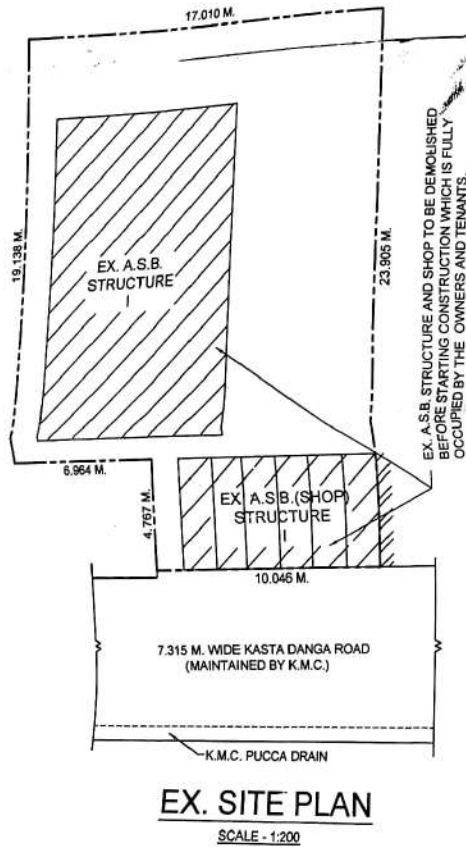 17.010 M.
19.138 M.
EX. A.S.B.
STRUCTURE
I
23.905 M.
EX. A.S.B. STRUCTURE AND SHOP TO BE DEMOLISHED
BEFORE STARTING CONSTRUCTION WHICH IS FULLY
OCCUPIED BY THE OWNERS AND TENANTS.
6.964 M.
4.767 M.
EX. A.S.B.(SHOP)
STRUCTURE
I
10.046 M.
7.315 M. WIDE KASTA DANGA ROAD
(MAINTAINED BY K.M.C.)
K.M.C. PUCCA DRAIN
EX. SITE PLAN
SCALE - 1:200